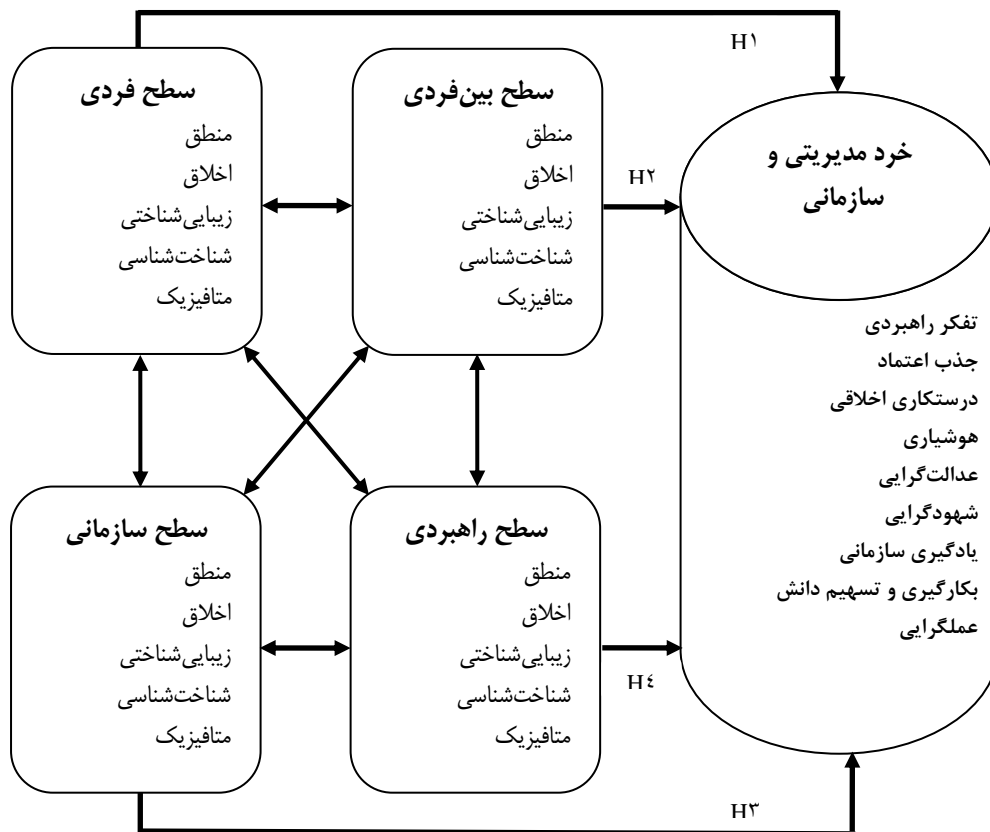 H۱
سطح فردی
منطق
اخلاق
زیبایی‌شناختی
شناخت‌شناسی
متافیزیک
سطح بین‌فردی
منطق
اخلاق
زیبایی‌شناختی
شناخت‌شناسی
متافیزیک
H۲
خرد مدیریتی و
سازمانی
تفکر راهبردی
جذب اعتماد
درستکاری اخلاقی
هوشیاری
عدالت‌گرایی
شهودگرایی
یادگیری سازمانی
بکارگیری و تسهیم دانش
عملگرایی
سطح سازمانی
منطق
اخلاق
زیبایی‌شناختی
شناخت‌شناسی
متافیزیک
سطح راهبردی
منطق
اخلاق
زیبایی‌شناختی
شناخت‌شناسی
متافیزیک
H٤
H۳